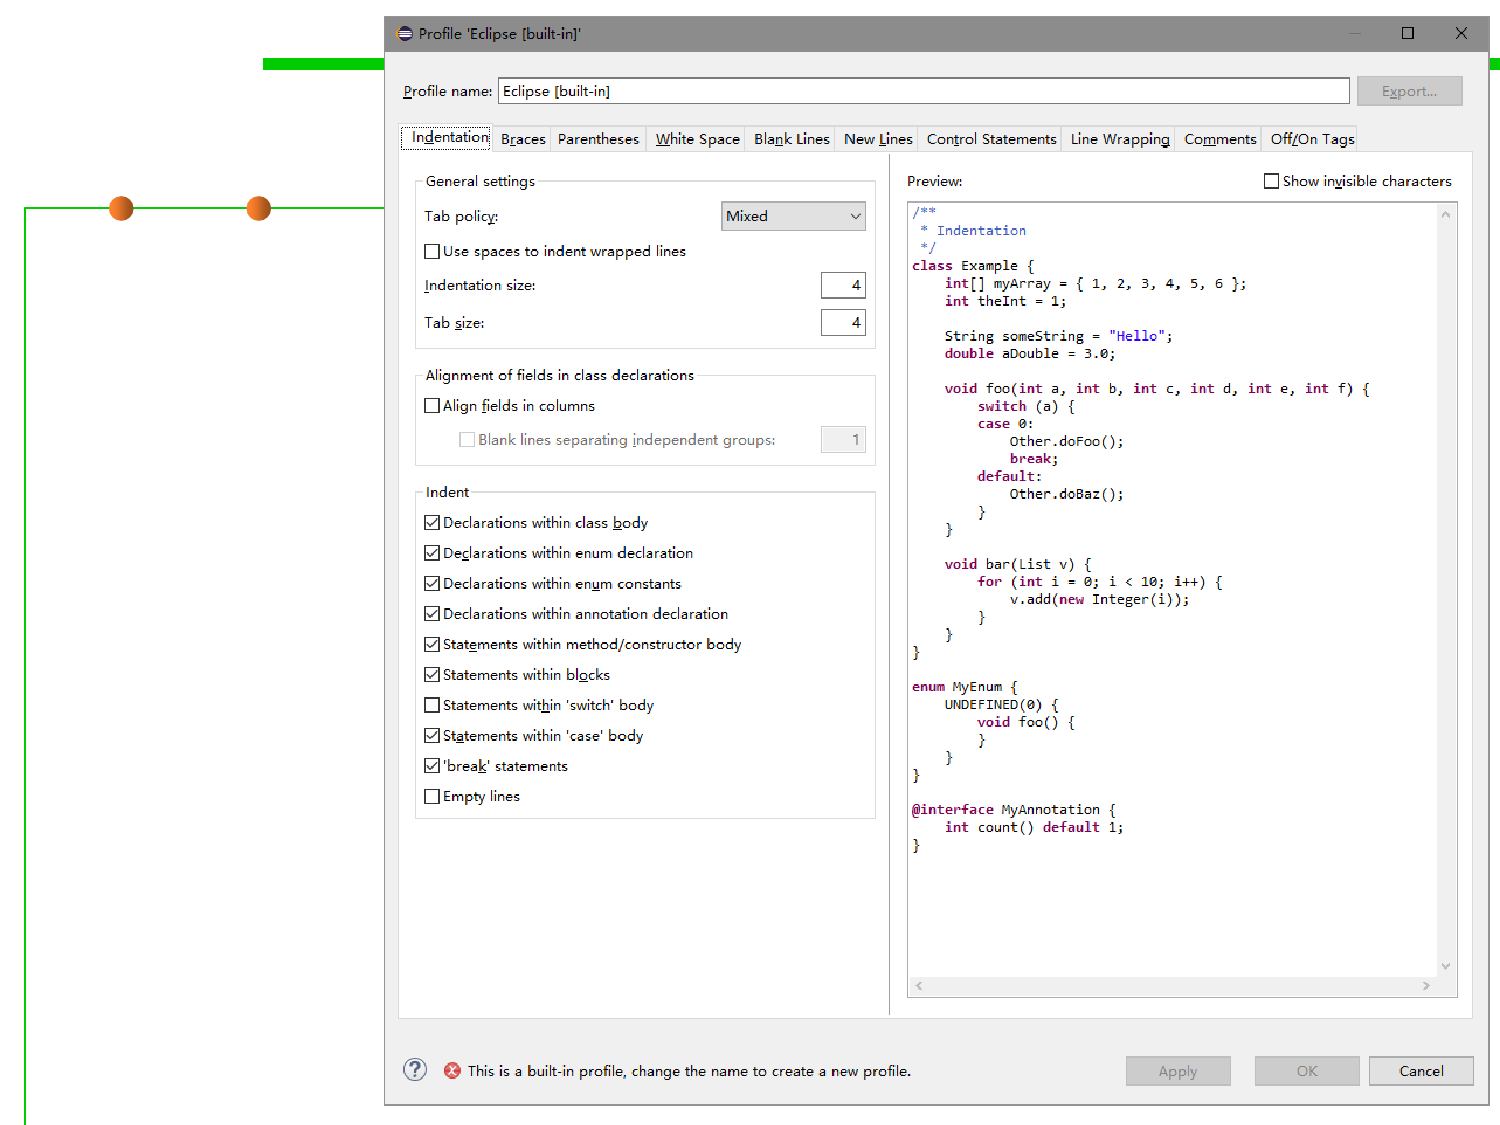 Profile 'Eclipse [built-in]'
Profile name: Eclipse [built-in] Export...
Indentation Braces Parentheses White Space Blank Lines New Lines Control Statements Line Wrapping Comments Off/On Tags
General settings
Tab policy: Mixed
Use spaces to indent wrapped lines
Indentation size: 4
Tab size: 4
Alignment of fields in class declarations
Align fields in columns
Blank lines separating independent groups: 1
Indent
Declarations within class body
Declarations within enum declaration
Declarations within enum constants
Declarations within annotation declaration
Statements within method/constructor body
Statements within blocks
Statements within 'switch' body
Statements within 'case' body
'break' statements
Empty lines
Preview: Show invisible characters
/**
 * Indentation
 */
class Example {
    int[] myArray = { 1, 2, 3, 4, 5, 6 };
    int theInt = 1;

    String someString = "Hello";
    double aDouble = 3.0;

    void foo(int a, int b, int c, int d, int e, int f) {
        switch (a) {
        case 0:
            Other.doFoo();
            break;
        default:
            Other.doBaz();
        }
    }

    void bar(List v) {
        for (int i = 0; i < 10; i++) {
            v.add(new Integer(i));
        }
    }
}

enum MyEnum {
    UNDEFINED(0) {
        void foo() {
        }
    }
}

@interface MyAnnotation {
    int count() default 1;
}
? This is a built-in profile, change the name to create a new profile. Apply OK Cancel